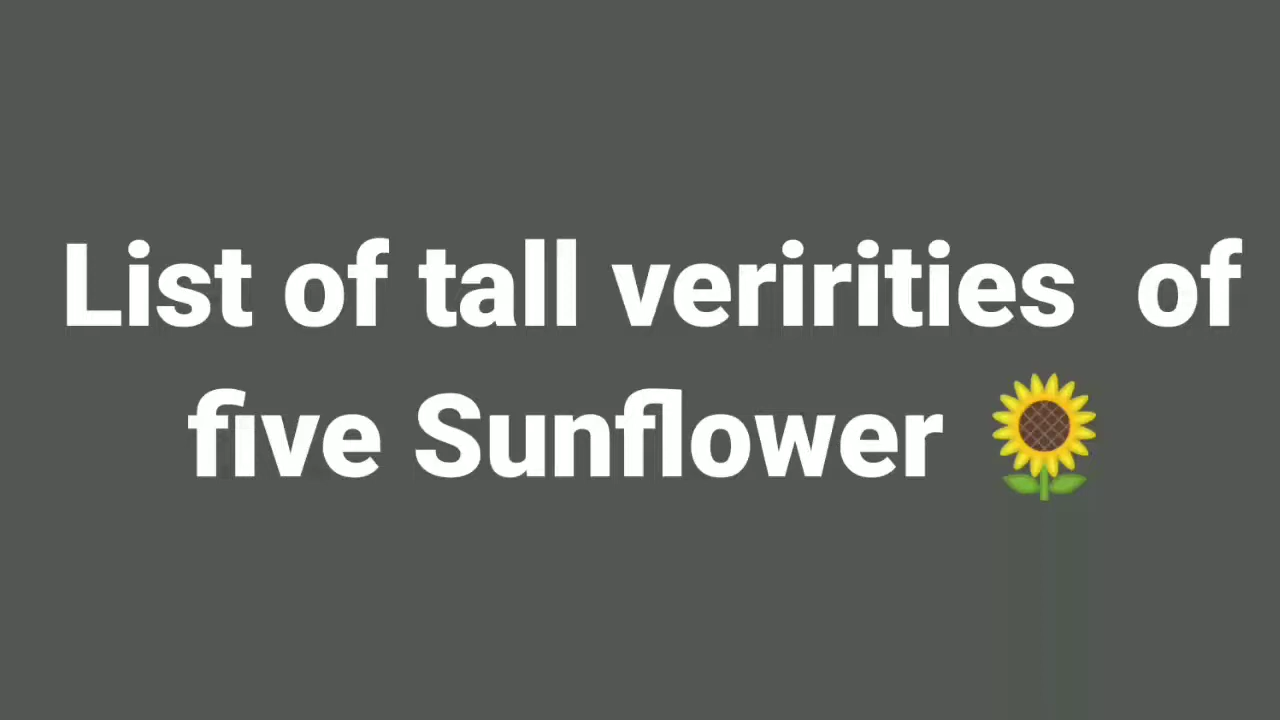 List of tall veririties  of
five Sunflower 🌻